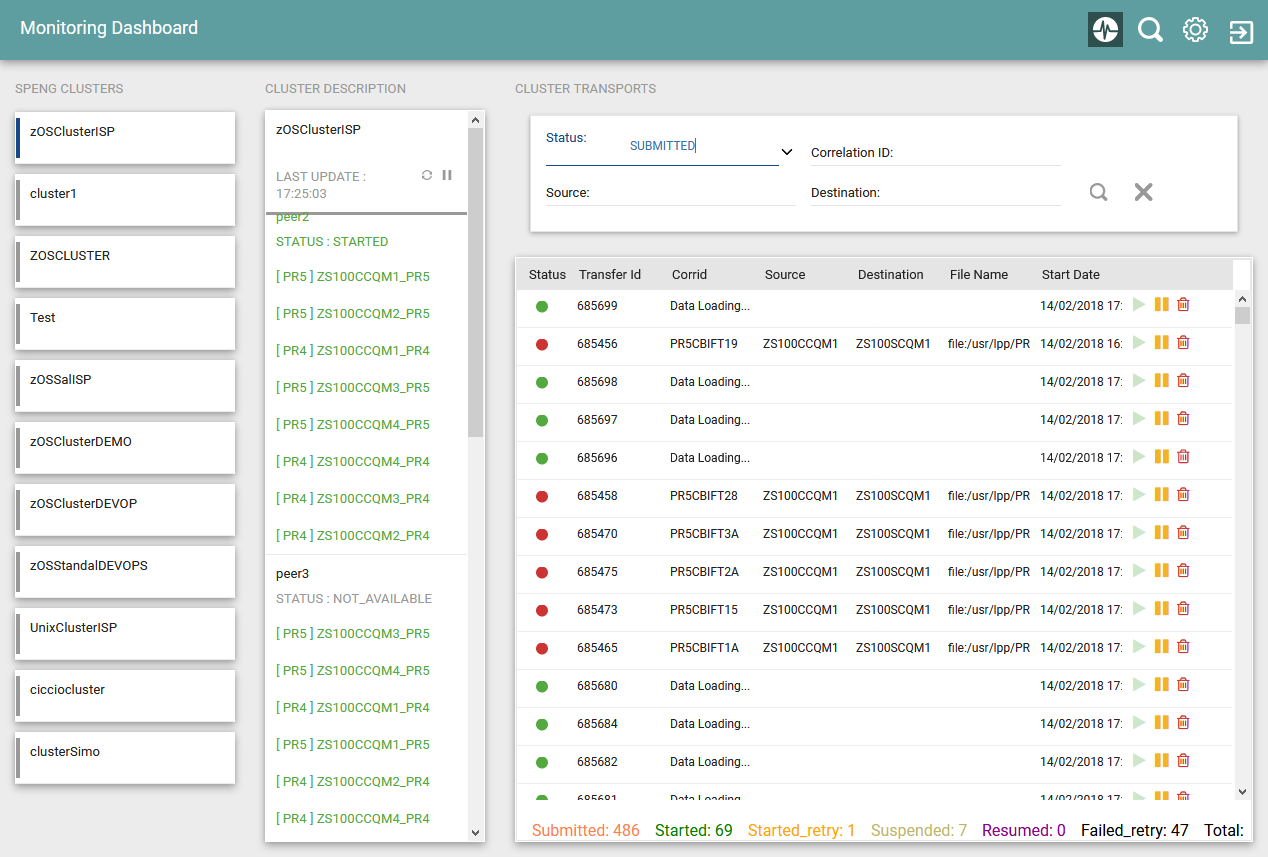 Monitoring Dashboard
SPENG CLUSTERS
zOSClusterISP
cluster1
ZOSCLUSTER
Test
zOSSalISP
zOSClusterDEMO
zOSClusterDEVOP
zOSStandalDEVOPS
UnixClusterISP
cicciocluster
clusterSimo
CLUSTER DESCRIPTION
zOSClusterISP
LAST UPDATE :
17:25:03
peer2
STATUS : STARTED
[ PR5 ] ZS100CCQM1_PR5
[ PR5 ] ZS100CCQM2_PR5
[ PR4 ] ZS100CCQM1_PR4
[ PR5 ] ZS100CCQM3_PR5
[ PR5 ] ZS100CCQM4_PR5
[ PR4 ] ZS100CCQM4_PR4
[ PR4 ] ZS100CCQM3_PR4
[ PR4 ] ZS100CCQM2_PR4
peer3
STATUS : NOT_AVAILABLE
[ PR5 ] ZS100CCQM3_PR5
[ PR5 ] ZS100CCQM4_PR5
[ PR4 ] ZS100CCQM1_PR4
[ PR5 ] ZS100CCQM1_PR5
[ PR4 ] ZS100CCQM2_PR4
[ PR4 ] ZS100CCQM4_PR4
CLUSTER TRANSPORTS
Status: SUBMITTED Correlation ID:
Source: Destination:
Status Transfer Id Corrid Source Destination File Name Start Date
685699 Data Loading... 14/02/2018 17:
685456 PR5CBIFT19 ZS100CCQM1 ZS100SCQM1 file:/usr/lpp/PR 14/02/2018 16:
685698 Data Loading... 14/02/2018 17:
685697 Data Loading... 14/02/2018 17:
685696 Data Loading... 14/02/2018 17:
685458 PR5CBIFT28 ZS100CCQM1 ZS100SCQM1 file:/usr/lpp/PR 14/02/2018 17:
685470 PR5CBIFT3A ZS100CCQM1 ZS100SCQM1 file:/usr/lpp/PR 14/02/2018 17:
685475 PR5CBIFT2A ZS100CCQM1 ZS100SCQM1 file:/usr/lpp/PR 14/02/2018 17:
685473 PR5CBIFT15 ZS100CCQM1 ZS100SCQM1 file:/usr/lpp/PR 14/02/2018 17:
685465 PR5CBIFT1A ZS100CCQM1 ZS100SCQM1 file:/usr/lpp/PR 14/02/2018 17:
685680 Data Loading... 14/02/2018 17:
685684 Data Loading... 14/02/2018 17:
685682 Data Loading... 14/02/2018 17:
685681 Data Loading... 14/02/2018 17:
Submitted: 486 Started: 69 Started_retry: 1 Suspended: 7 Resumed: 0 Failed_retry: 47 Total: